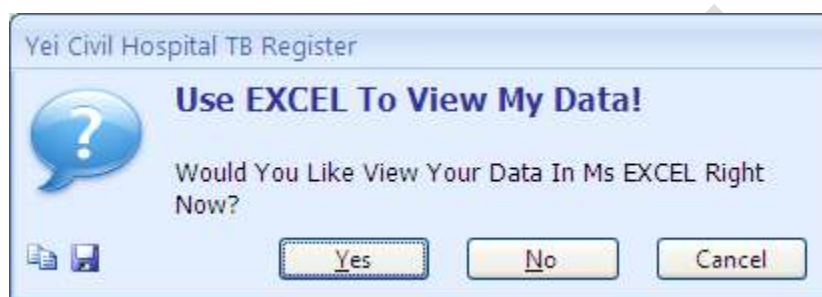 Yei Civil Hospital TB Register
Use EXCEL To View My Data!
Would You Like View Your Data In Ms EXCEL Right
Now?
Yes
No
Cancel